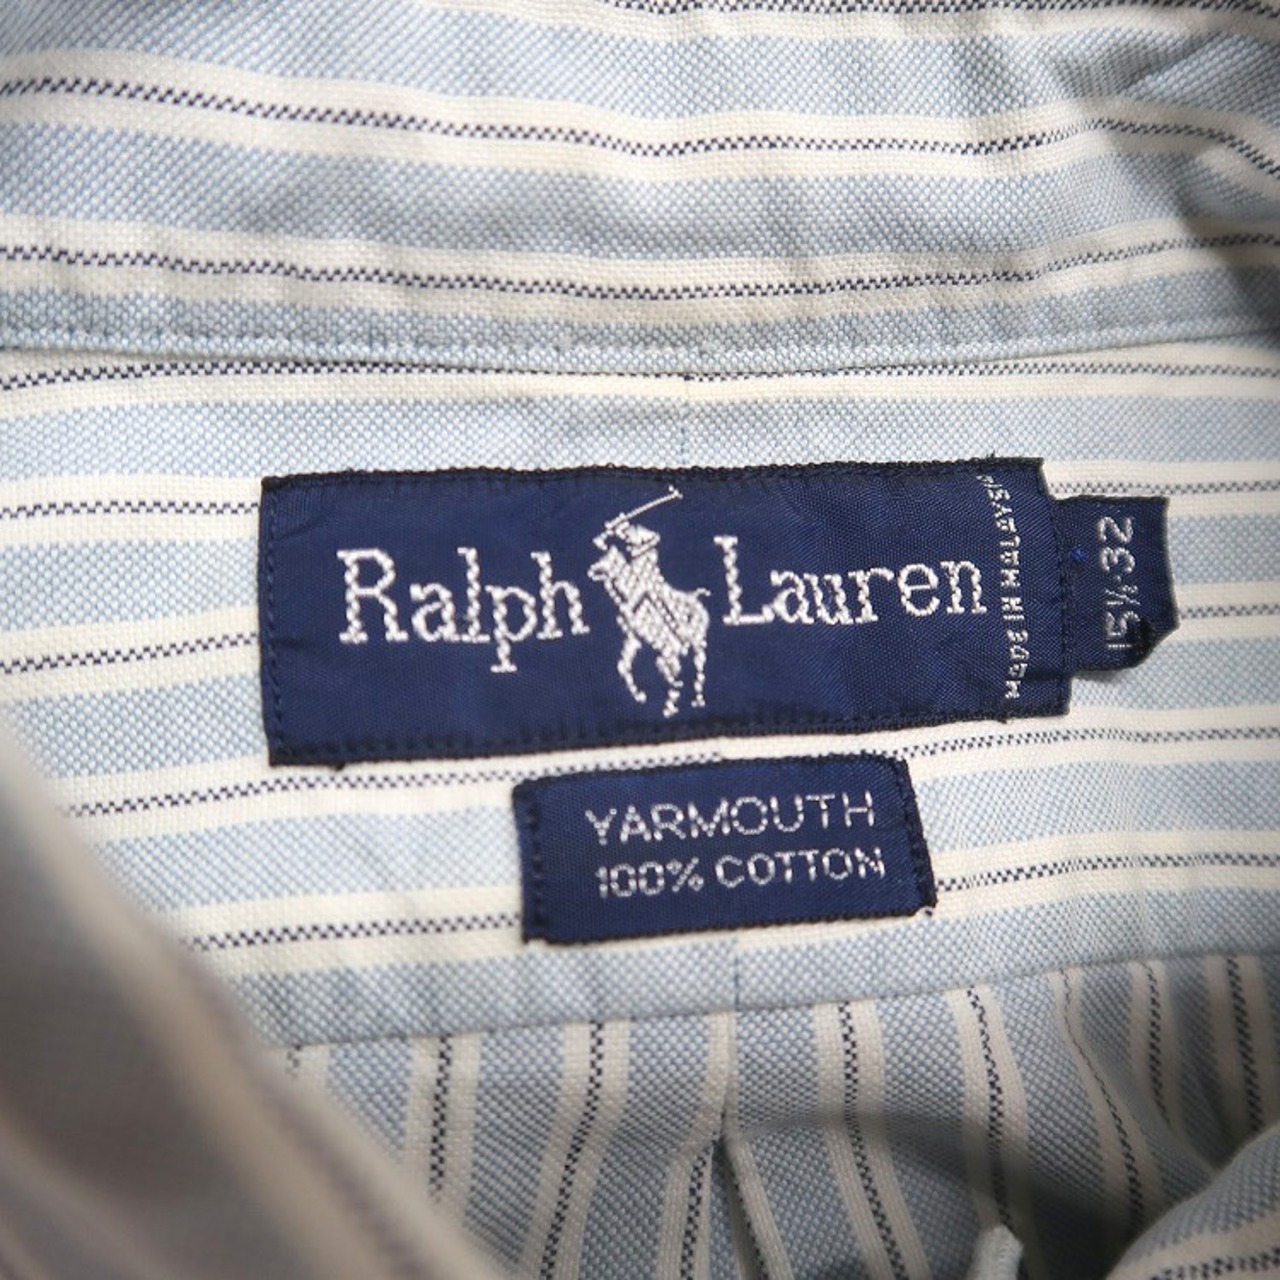 Ralph Lauren
MADE IN MALAYSIA
15½-32
YARMOUTH
100% COTTON